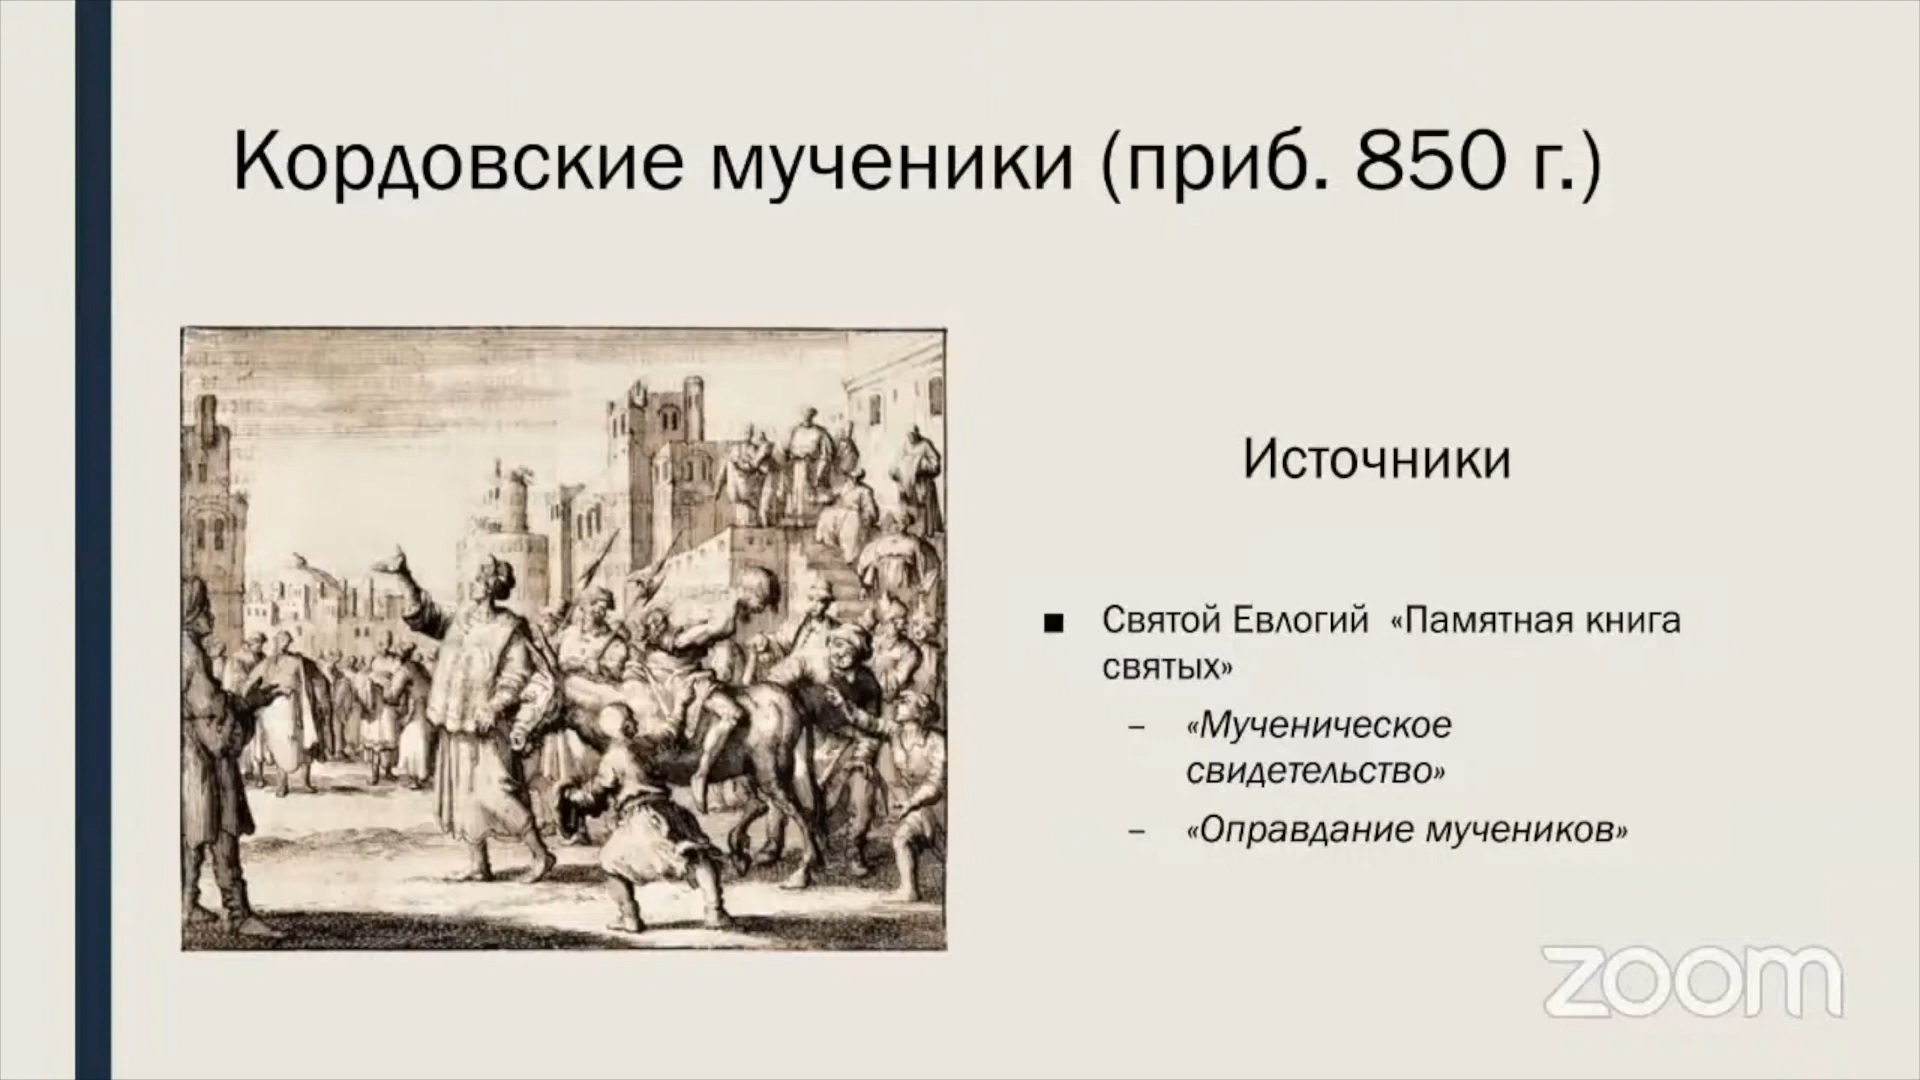 Кордовские мученики (приб. 850 г.)
Источники
■ Святой Евлогий «Памятная книга
святых»
– «Мученическое
свидетельство»
– «Оправдание мучеников»
zoom